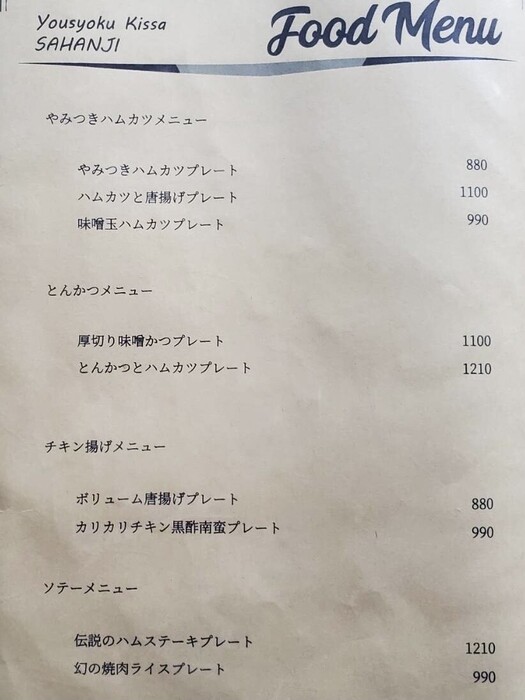 Yousyoku Kissa
SAHANJI
Food Menu
やみつきハムカツメニュー
やみつきハムカツプレート 880
ハムカツと唐揚げプレート 1100
味噌玉ハムカツプレート 990
とんかつメニュー
厚切り味噌かつプレート 1100
とんかつとハムカツプレート 1210
チキン揚げメニュー
ボリューム唐揚げプレート 880
カリカリチキン黒酢南蛮プレート 990
ソテーメニュー
伝説のハムステーキプレート 1210
幻の焼肉ライスプレート 990